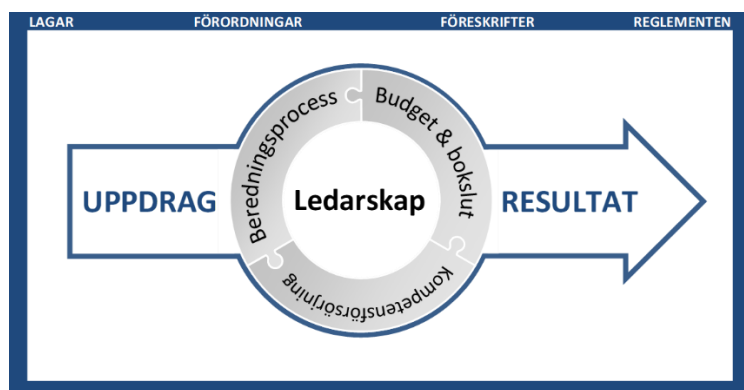 LAGAR FÖRORDNINGAR FÖRESKRIFTER REGLEMENTEN
Beredningsprocess
Budget & bokslut
UPPDRAG
Ledarskap
RESULTAT
Kompetensförsörjning